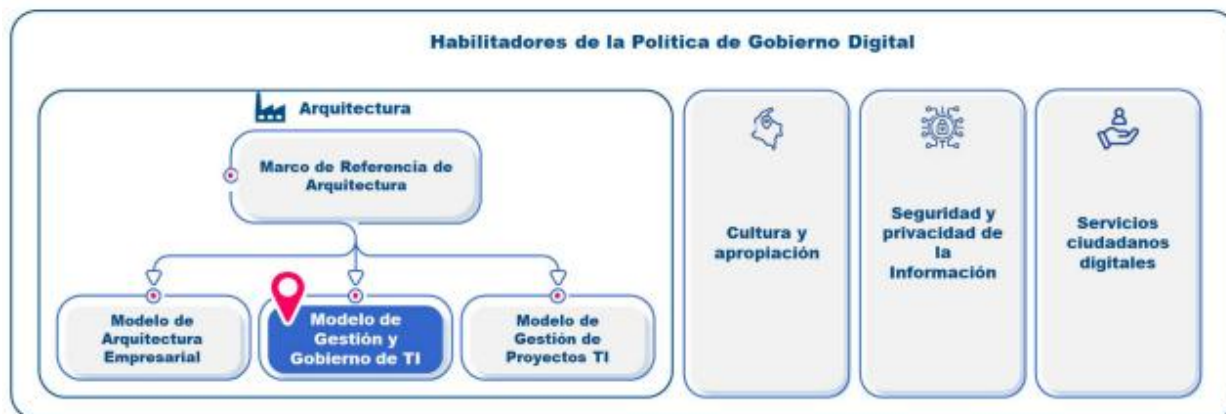 Habilitadores de la Política de Gobierno Digital
Arquitectura
Marco de Referencia de
Arquitectura
Modelo de
Arquitectura
Empresarial
Modelo de
Gestión y
Gobierno de TI
Modelo de
Gestión de
Proyectos TI
Cultura y
apropiación
Seguridad y
privacidad de
la
Información
Servicios
ciudadanos
digitales